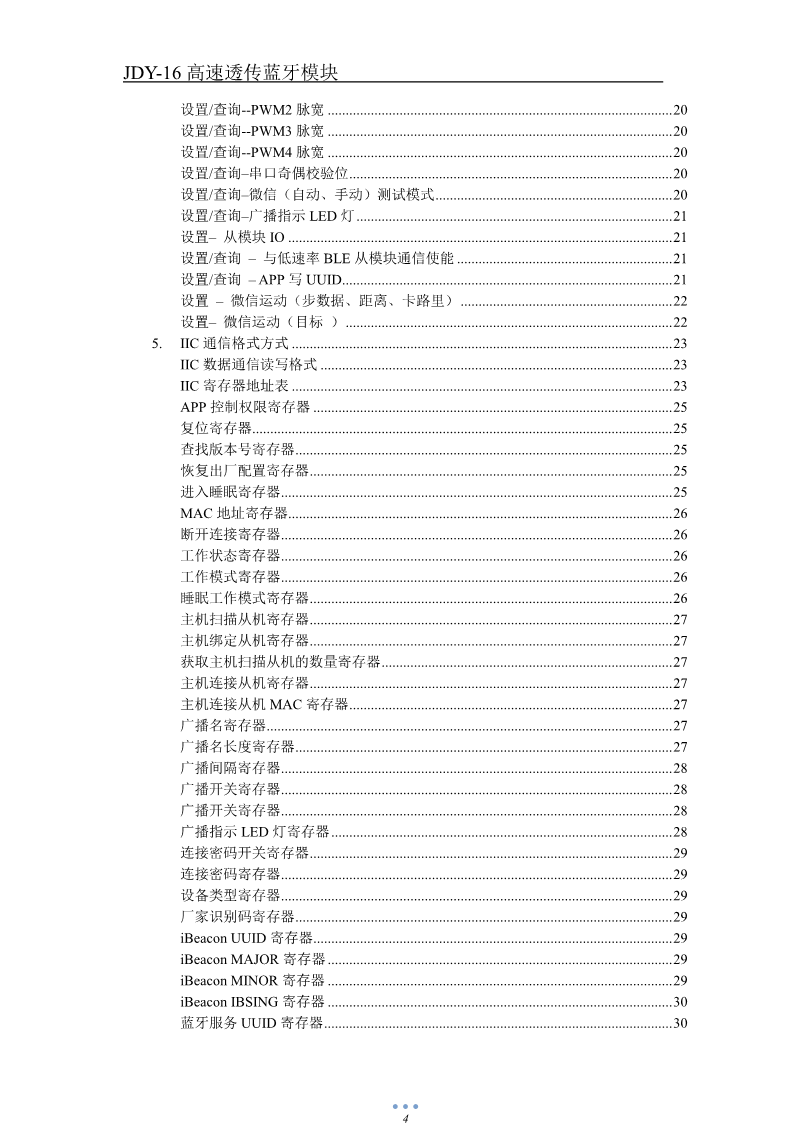 JDY-16 高速透传蓝牙模块
设置/查询--PWM2 脉宽 ........................................ 20
设置/查询--PWM3 脉宽 ........................................ 20
设置/查询--PWM4 脉宽 ........................................ 20
设置/查询–串口奇偶校验位........................................ 20
设置/查询–微信（自动、手动）测试模式........................................ 20
设置/查询–广播指示 LED 灯 ........................................ 21
设置– 从模块 IO ........................................ 21
设置/查询 – 与低速率 BLE 从模块通信使能 ........................................ 21
设置/查询 – APP 写 UUID........................................ 21
设置 – 微信运动（步数据、距离、卡路里） ........................................ 22
设置– 微信运动（目标 ） ........................................ 22
5. IIC 通信格式方式 ........................................ 23
IIC 数据通信读写格式 ........................................ 23
IIC 寄存器地址表 ........................................ 23
APP 控制权限寄存器 ........................................ 25
复位寄存器........................................ 25
查找版本号寄存器........................................ 25
恢复出厂配置寄存器........................................ 25
进入睡眠寄存器........................................ 25
MAC 地址寄存器........................................ 26
断开连接寄存器........................................ 26
工作状态寄存器........................................ 26
工作模式寄存器........................................ 26
睡眠工作模式寄存器........................................ 26
主机扫描从机寄存器........................................ 27
主机绑定从机寄存器........................................ 27
获取主机扫描从机的数量寄存器........................................ 27
主机连接从机寄存器........................................ 27
主机连接从机 MAC 寄存器........................................ 27
广播名寄存器........................................ 27
广播名长度寄存器........................................ 27
广播间隔寄存器........................................ 28
广播开关寄存器........................................ 28
广播开关寄存器........................................ 28
广播指示 LED 灯寄存器 ........................................ 28
连接密码开关寄存器........................................ 29
连接密码寄存器........................................ 29
设备类型寄存器........................................ 29
厂家识别码寄存器........................................ 29
iBeacon UUID 寄存器........................................ 29
iBeacon MAJOR 寄存器 ........................................ 29
iBeacon MINOR 寄存器 ........................................ 29
iBeacon IBSING 寄存器 ........................................ 30
蓝牙服务 UUID 寄存器........................................ 30
4